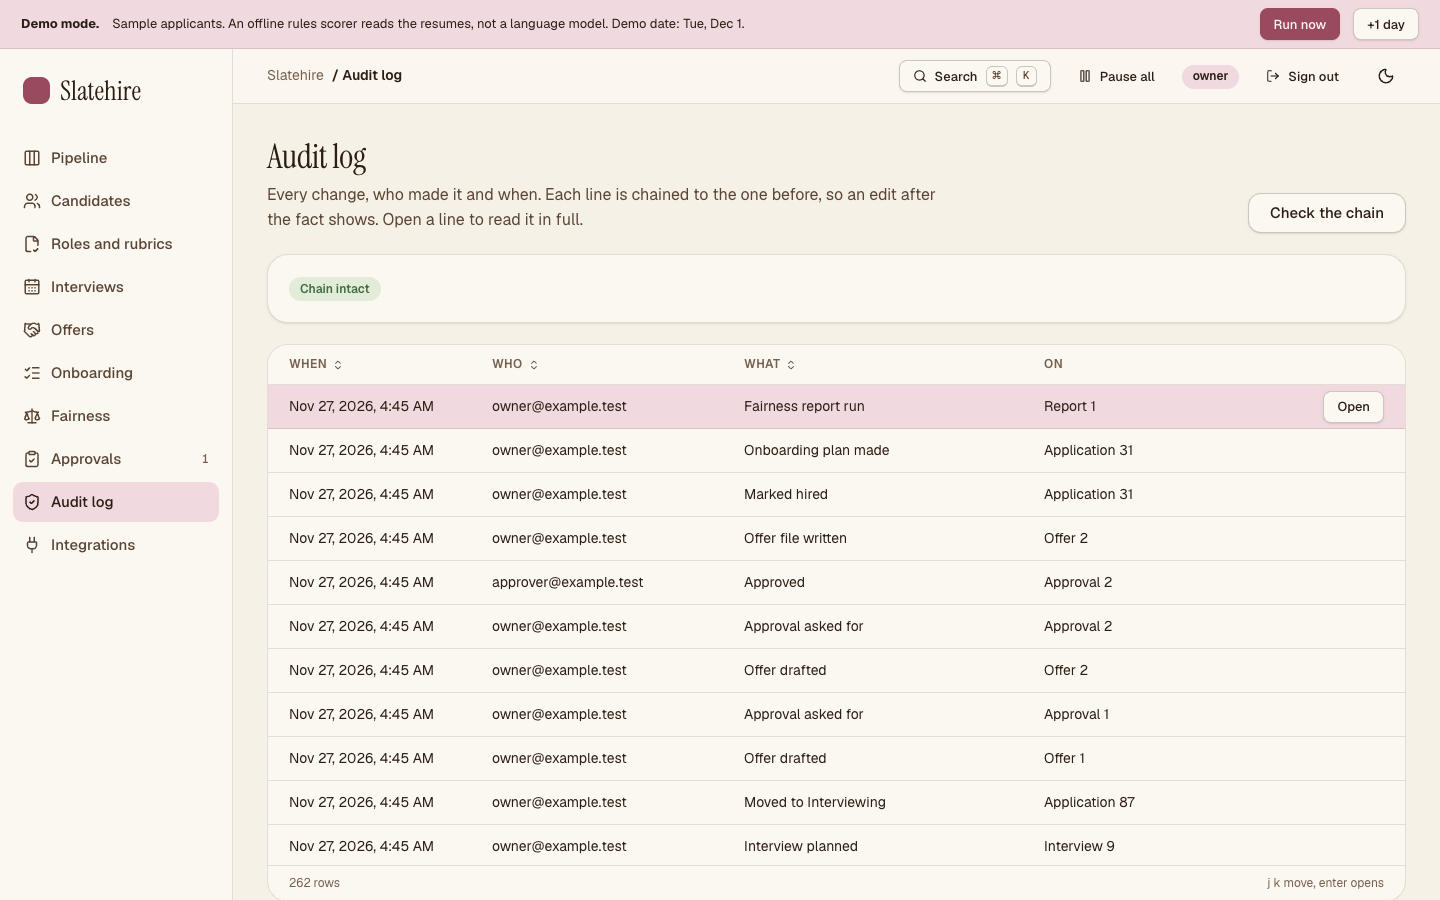 Demo mode. Sample applicants. An offline rules scorer reads the resumes, not a language model. Demo date: Tue, Dec 1. Run now +1 day
Slatehire
Slatehire / Audit log Search ⌘ K Pause all owner Sign out
Pipeline
Candidates
Roles and rubrics
Interviews
Offers
Onboarding
Fairness
Approvals 1
Audit log
Integrations
Audit log
Every change, who made it and when. Each line is chained to the one before, so an edit after
the fact shows. Open a line to read it in full.
Check the chain
Chain intact
WHEN WHO WHAT ON
Nov 27, 2026, 4:45 AM owner@example.test Fairness report run Report 1 Open
Nov 27, 2026, 4:45 AM owner@example.test Onboarding plan made Application 31
Nov 27, 2026, 4:45 AM owner@example.test Marked hired Application 31
Nov 27, 2026, 4:45 AM owner@example.test Offer file written Offer 2
Nov 27, 2026, 4:45 AM approver@example.test Approved Approval 2
Nov 27, 2026, 4:45 AM owner@example.test Approval asked for Approval 2
Nov 27, 2026, 4:45 AM owner@example.test Offer drafted Offer 2
Nov 27, 2026, 4:45 AM owner@example.test Approval asked for Approval 1
Nov 27, 2026, 4:45 AM owner@example.test Offer drafted Offer 1
Nov 27, 2026, 4:45 AM owner@example.test Moved to Interviewing Application 87
Nov 27, 2026, 4:45 AM owner@example.test Interview planned Interview 9
262 rows j k move, enter opens